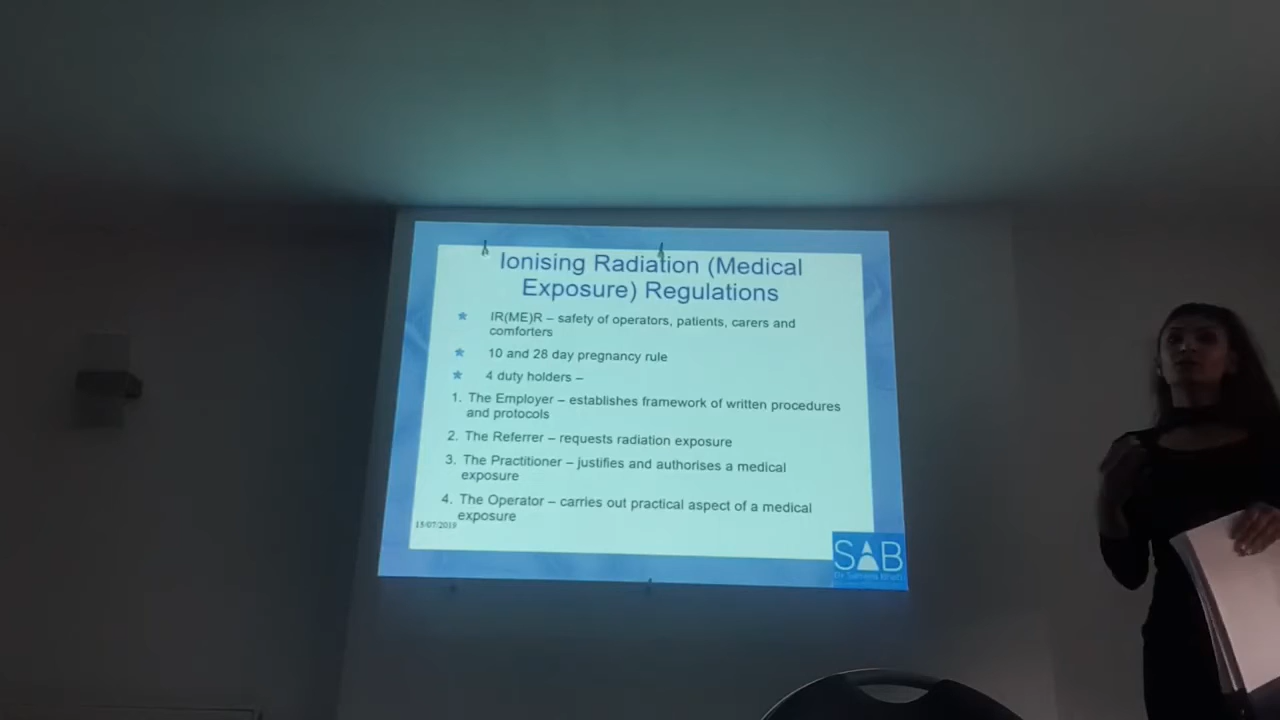 Ionising Radiation (Medical
Exposure) Regulations
IR(ME)R – safety of operators, patients, carers and
comforters
10 and 28 day pregnancy rule
4 duty holders –
1. The Employer – establishes framework of written procedures
and protocols
2. The Referrer – requests radiation exposure
3. The Practitioner – justifies and authorises a medical
exposure
4. The Operator – carries out practical aspect of a medical
exposure
15/07/2019
SAB